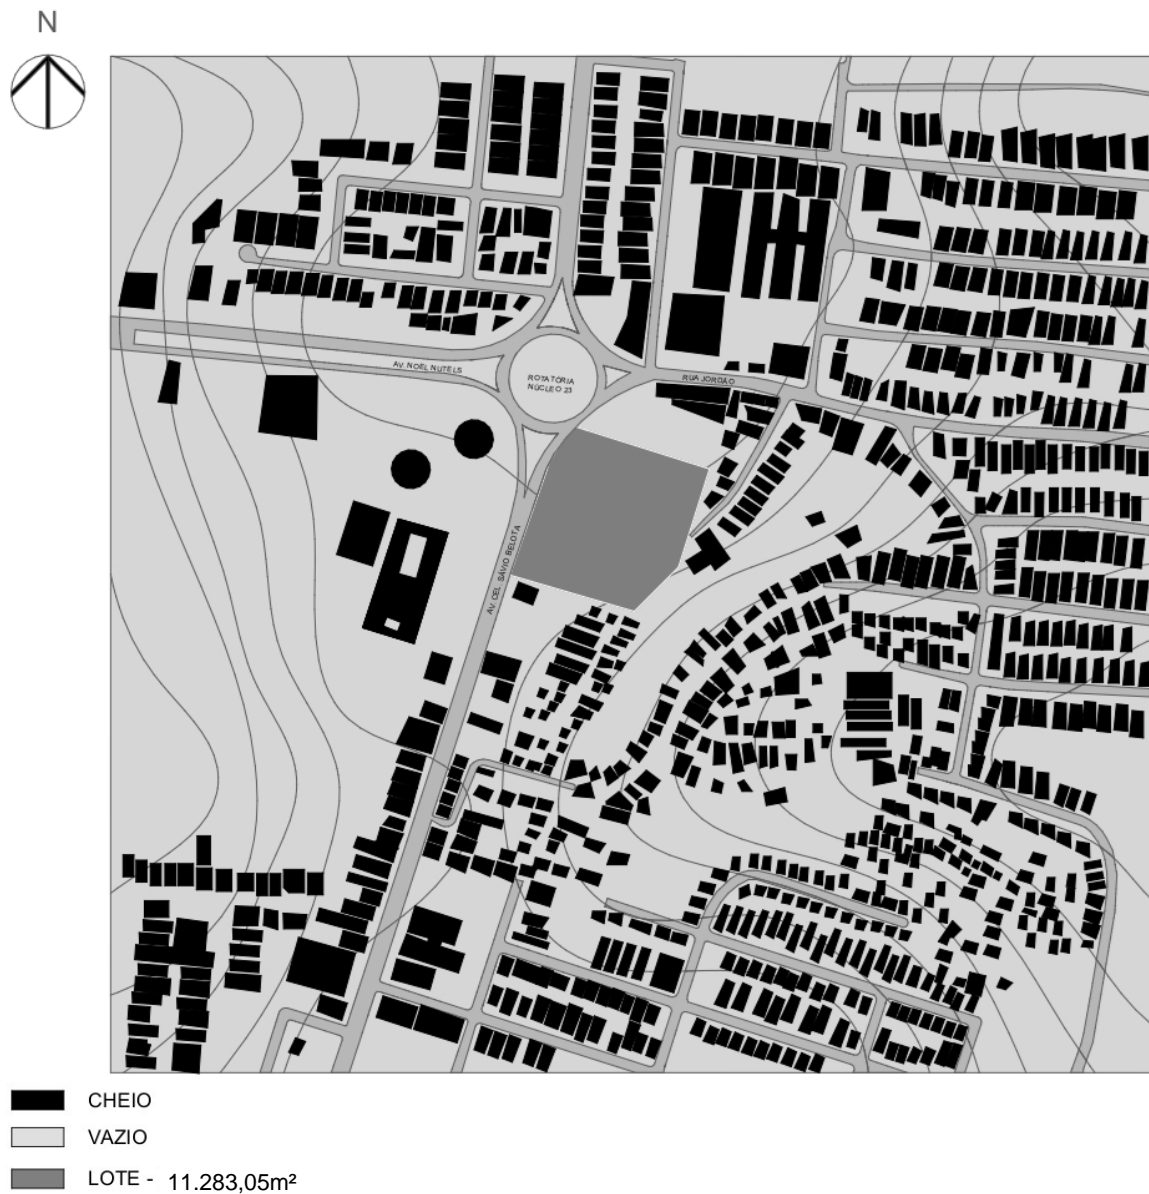 N
AV. NOEL NUTELS
ROTATÓRIA
NÚCLEO 23
RUA JORDÃO
AV. CEL. SÁVIO BELOTA
CHEIO
VAZIO
LOTE - 11.283,05m²